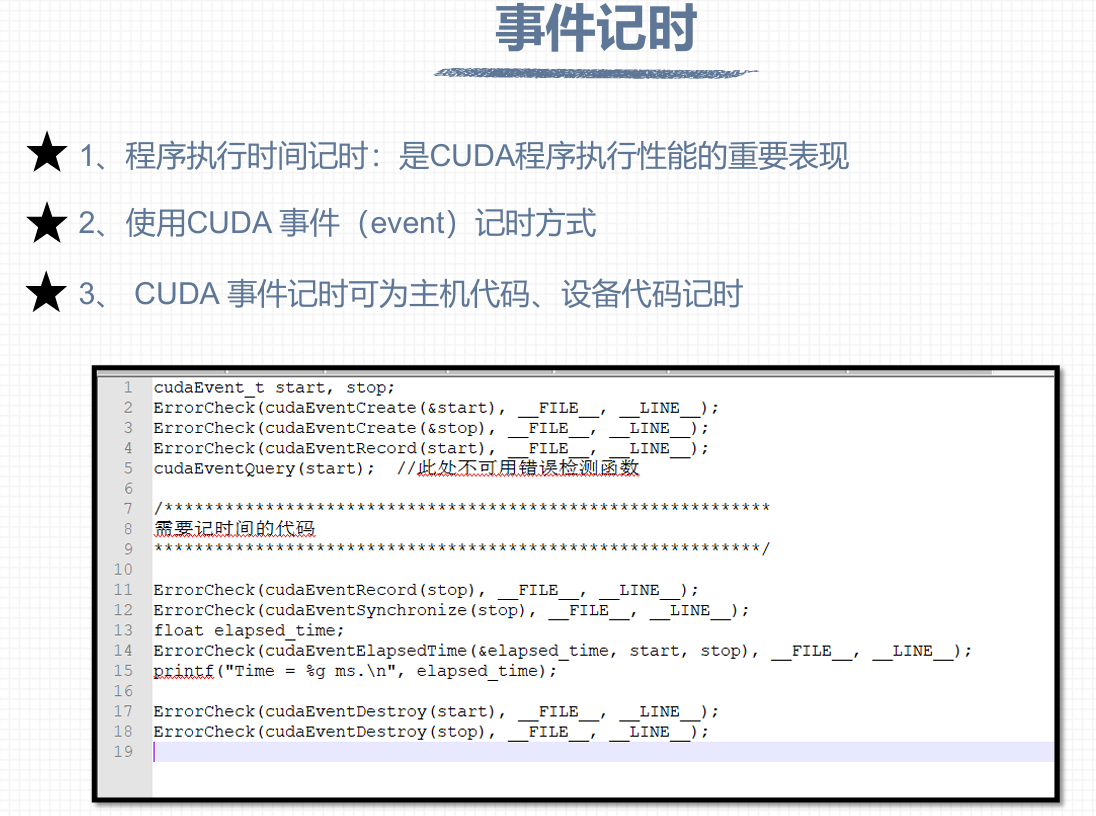 事件记时
★ 1、程序执行时间记时：是CUDA程序执行性能的重要表现
★ 2、使用CUDA 事件（event）记时方式
★ 3、 CUDA 事件记时可为主机代码、设备代码记时
1 cudaEvent_t start, stop;
2 ErrorCheck(cudaEventCreate(&start), __FILE__, __LINE__);
3 ErrorCheck(cudaEventCreate(&stop), __FILE__, __LINE__);
4 ErrorCheck(cudaEventRecord(start), __FILE__, __LINE__);
5 cudaEventQuery(start);  //此处不可用错误检测函数
6
7 /************************************************************
8 需要记时间的代码
9 ************************************************************/
10
11 ErrorCheck(cudaEventRecord(stop), __FILE__, __LINE__);
12 ErrorCheck(cudaEventSynchronize(stop), __FILE__, __LINE__);
13 float elapsed_time;
14 ErrorCheck(cudaEventElapsedTime(&elapsed_time, start, stop), __FILE__, __LINE__);
15 printf("Time = %g ms.\n", elapsed_time);
16
17 ErrorCheck(cudaEventDestroy(start), __FILE__, __LINE__);
18 ErrorCheck(cudaEventDestroy(stop), __FILE__, __LINE__);
19